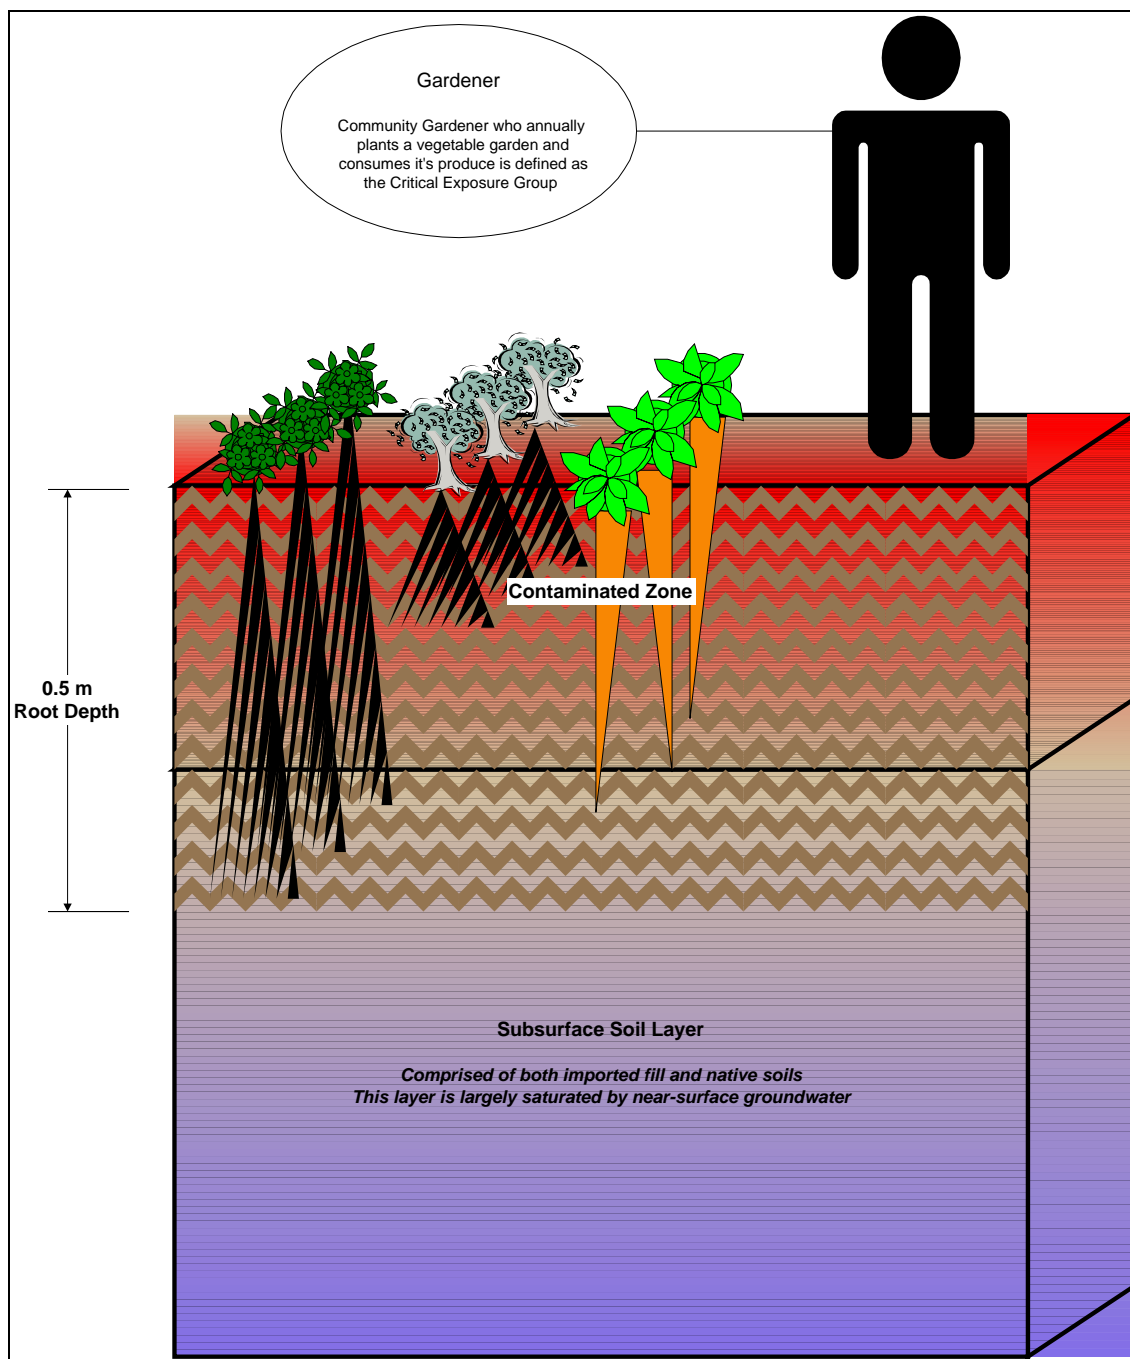 Gardener
Community Gardener who annually
plants a vegetable garden and
consumes it's produce is defined as
the Critical Exposure Group
Contaminated Zone
0.5 m
Root Depth
Subsurface Soil Layer
Comprised of both imported fill and native soils
This layer is largely saturated by near-surface groundwater